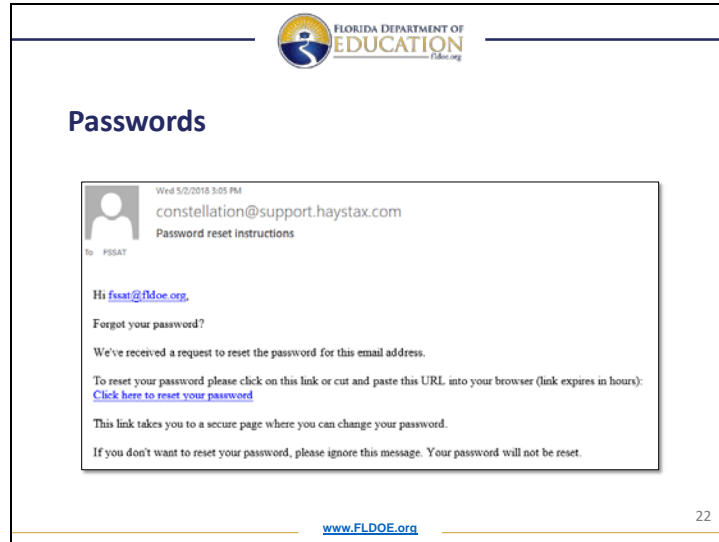 FLORIDA DEPARTMENT OF
EDUCATION
fldoe.org
Passwords
Wed 5/2/2018 3:05 PM
constellation@support.haystax.com
Password reset instructions
To FSSAT
Hi fssat@fldoe.org,
Forgot your password?
We've received a request to reset the password for this email address.
To reset your password please click on this link or cut and paste this URL into your browser (link expires in hours):
Click here to reset your password
This link takes you to a secure page where you can change your password.
If you don't want to reset your password, please ignore this message. Your password will not be reset.
www.FLDOE.org
22